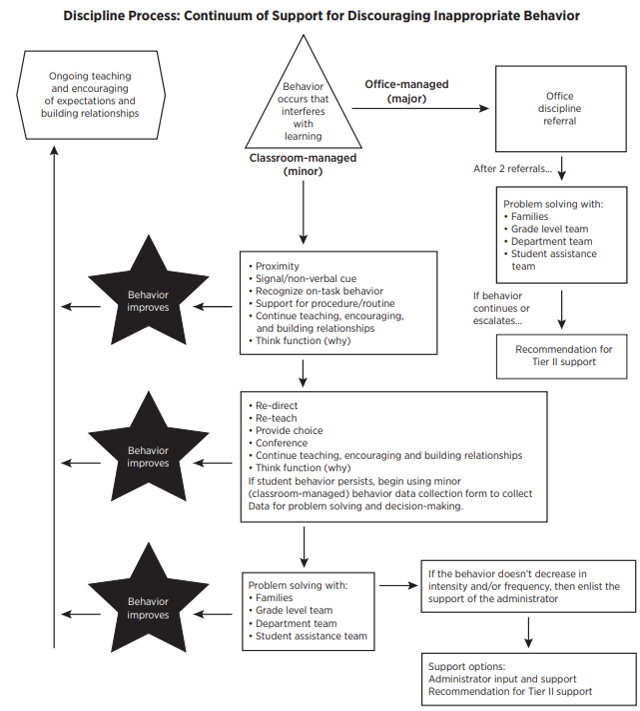 Discipline Process: Continuum of Support for Discouraging Inappropriate Behavior
Ongoing teaching
and encouraging
of expectations and
building relationships
Behavior
occurs that
interferes
with
learning
Office-managed
(major)
Office
discipline
referral
Classroom-managed
(minor)
After 2 referrals...
Problem solving with:
• Families
• Grade level team
• Department team
• Student assistance
team
If behavior
continues or
escalates...
Recommendation for
Tier II support
• Proximity
• Signal/non-verbal cue
• Recognize on-task behavior
• Support for procedure/routine
• Continue teaching, encouraging,
and building relationships
• Think function (why)
Behavior
improves
• Re-direct
• Re-teach
• Provide choice
• Conference
• Continue teaching, encouraging and building relationships
• Think function (why)
If student behavior persists, begin using minor
(classroom-managed) behavior data collection form to collect
Data for problem solving and decision-making.
Behavior
improves
Problem solving with:
• Families
• Grade level team
• Department team
• Student assistance team
Behavior
improves
If the behavior doesn't decrease in
intensity and/or frequency, then enlist the
support of the administrator
Support options:
Administrator input and support
Recommendation for Tier II support